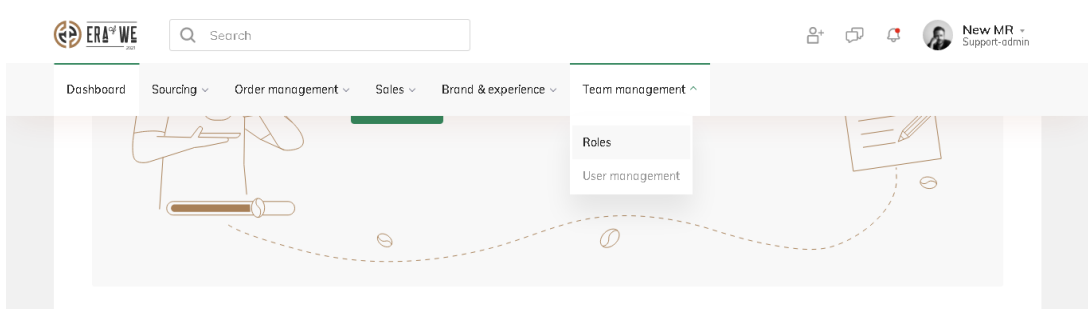 ERA OF WE
2021
Search
New MR
Support-admin
Dashboard
Sourcing
Order management
Sales
Brand & experience
Team management
Roles
User management